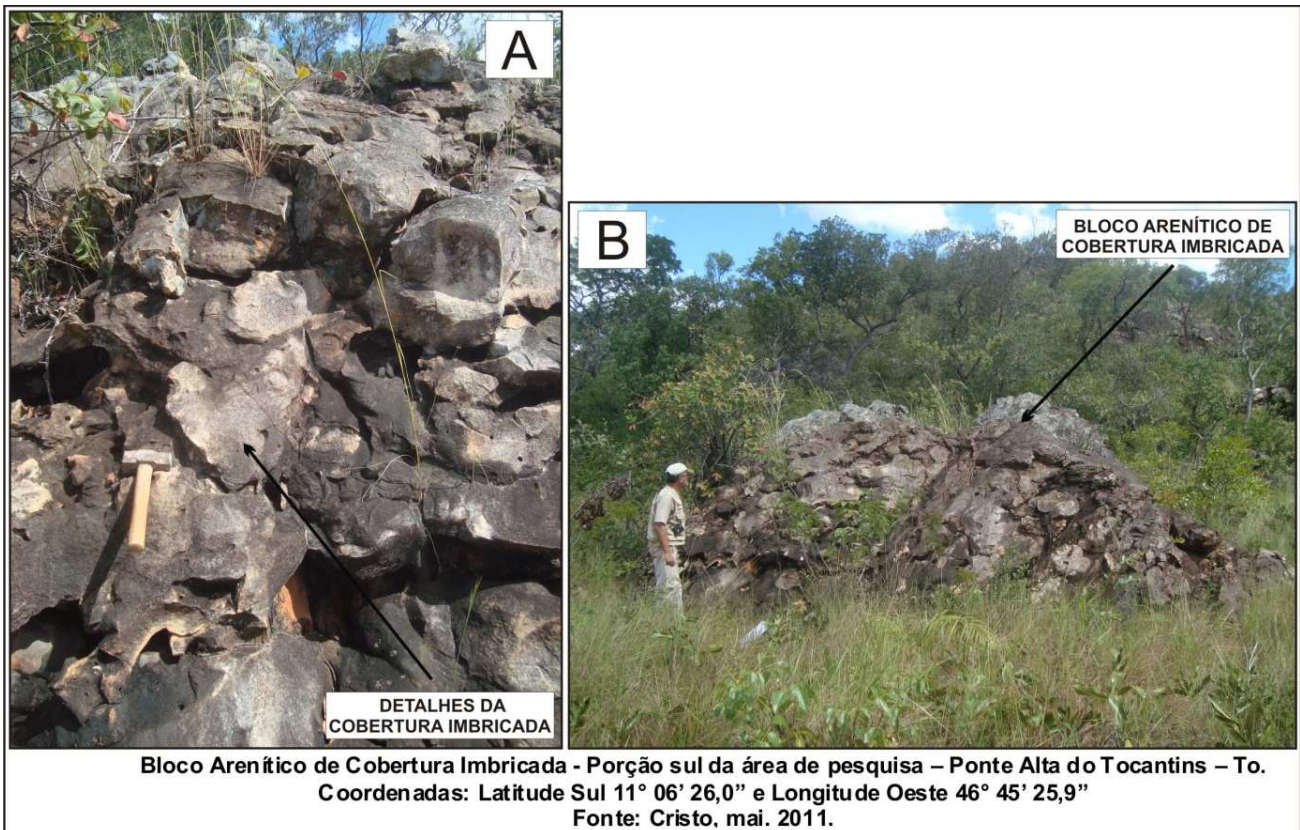 A
DETALHES DA
COBERTURA IMBRICADA
B
BLOCO ARENÍTICO DE
COBERTURA IMBRICADA
Bloco Arenítico de Cobertura Imbricada - Porção sul da área de pesquisa – Ponte Alta do Tocantins – To.
Coordenadas: Latitude Sul 11° 06’ 26,0” e Longitude Oeste 46° 45’ 25,9”
Fonte: Cristo, mai. 2011.